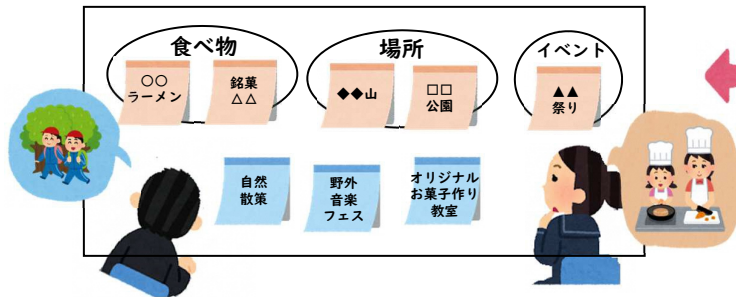 食べ物
場所
イベント
○○
ラーメン
銘菓
△△
◆◆山
□□
公園
▲▲
祭り
自然
散策
野外
音楽
フェス
オリジナル
お菓子作り
教室